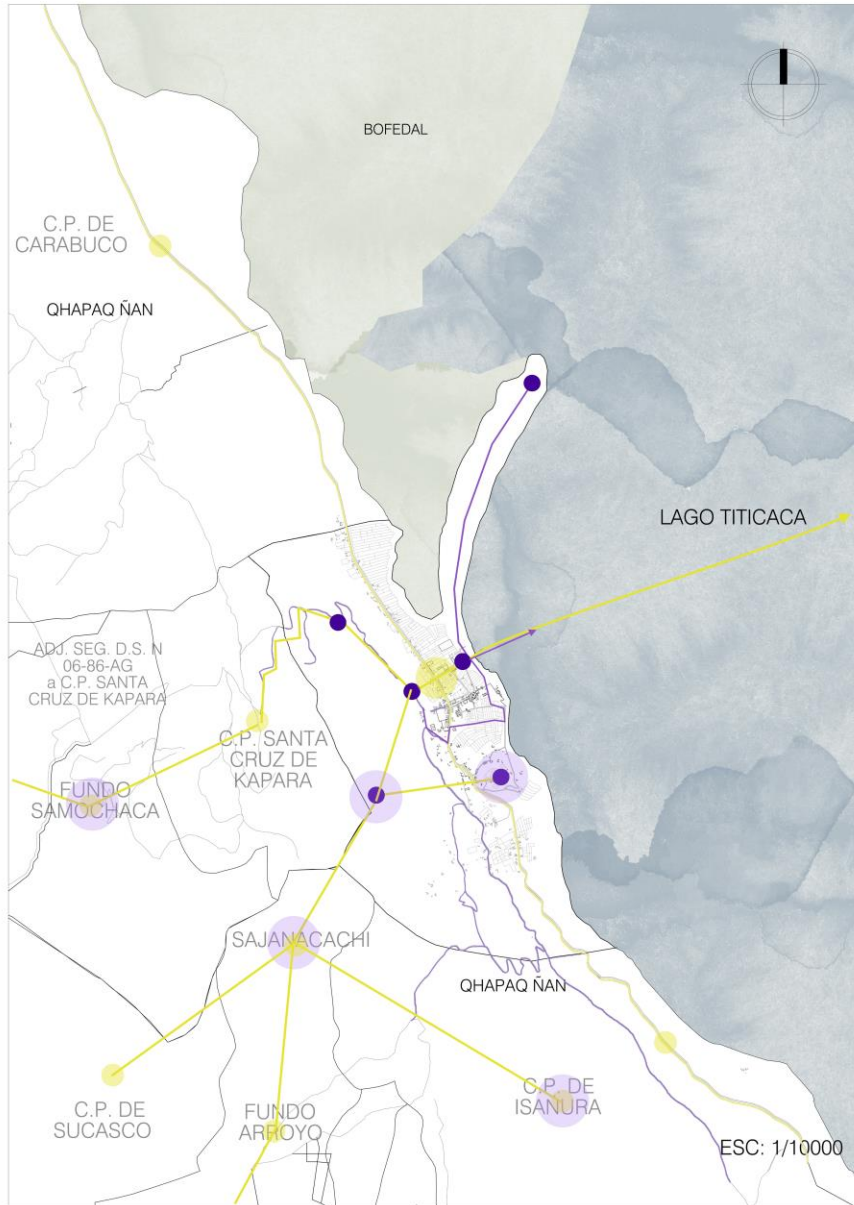 BOFEDAL
C.P. DE
CARABUCO
QHAPAQ ÑAN
LAGO TITICACA
ADJ. SEG. D.S. N
06-86-AG
a C.P. SANTA
CRUZ DE KAPARA
C.P. SANTA
CRUZ DE
KAPARA
FUNDO
SAMOCHACA
SAJANACACHI
QHAPAQ ÑAN
C.P. DE
SUCASCO
FUNDO
ARROYO
C.P. DE
ISAÑURA
ESC: 1/10000